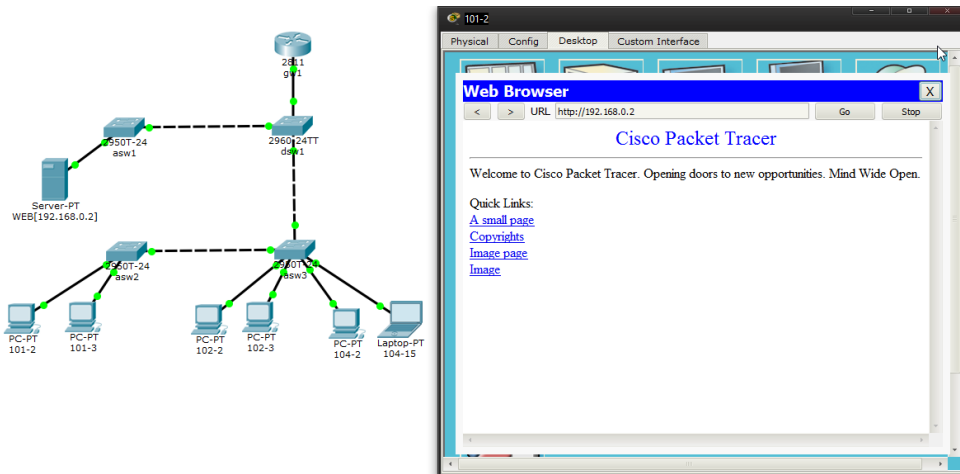 2811
gw1
2950T-24
asw1
2960-24TT
dsw1
Server-PT
WEB[192.168.0.2]
2950T-24
asw2
2950T-24
asw3
PC-PT
101-2
PC-PT
101-3
PC-PT
102-2
PC-PT
102-3
PC-PT
104-2
Laptop-PT
104-15
101-2
Physical Config Desktop Custom Interface
Web Browser X
< > URL http://192.168.0.2 Go Stop
Cisco Packet Tracer
Welcome to Cisco Packet Tracer. Opening doors to new opportunities. Mind Wide Open.
Quick Links:
A small page
Copyrights
Image page
Image